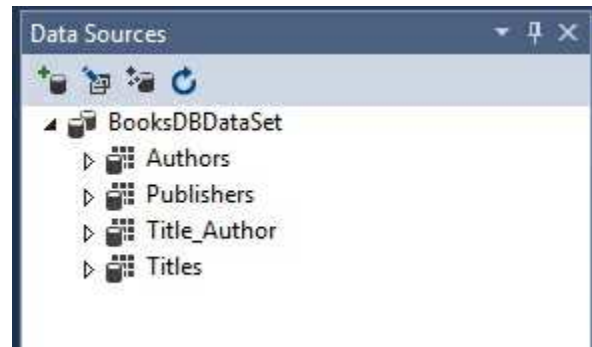 Data Sources
BooksDBDataSet
Authors
Publishers
Title_Author
Titles